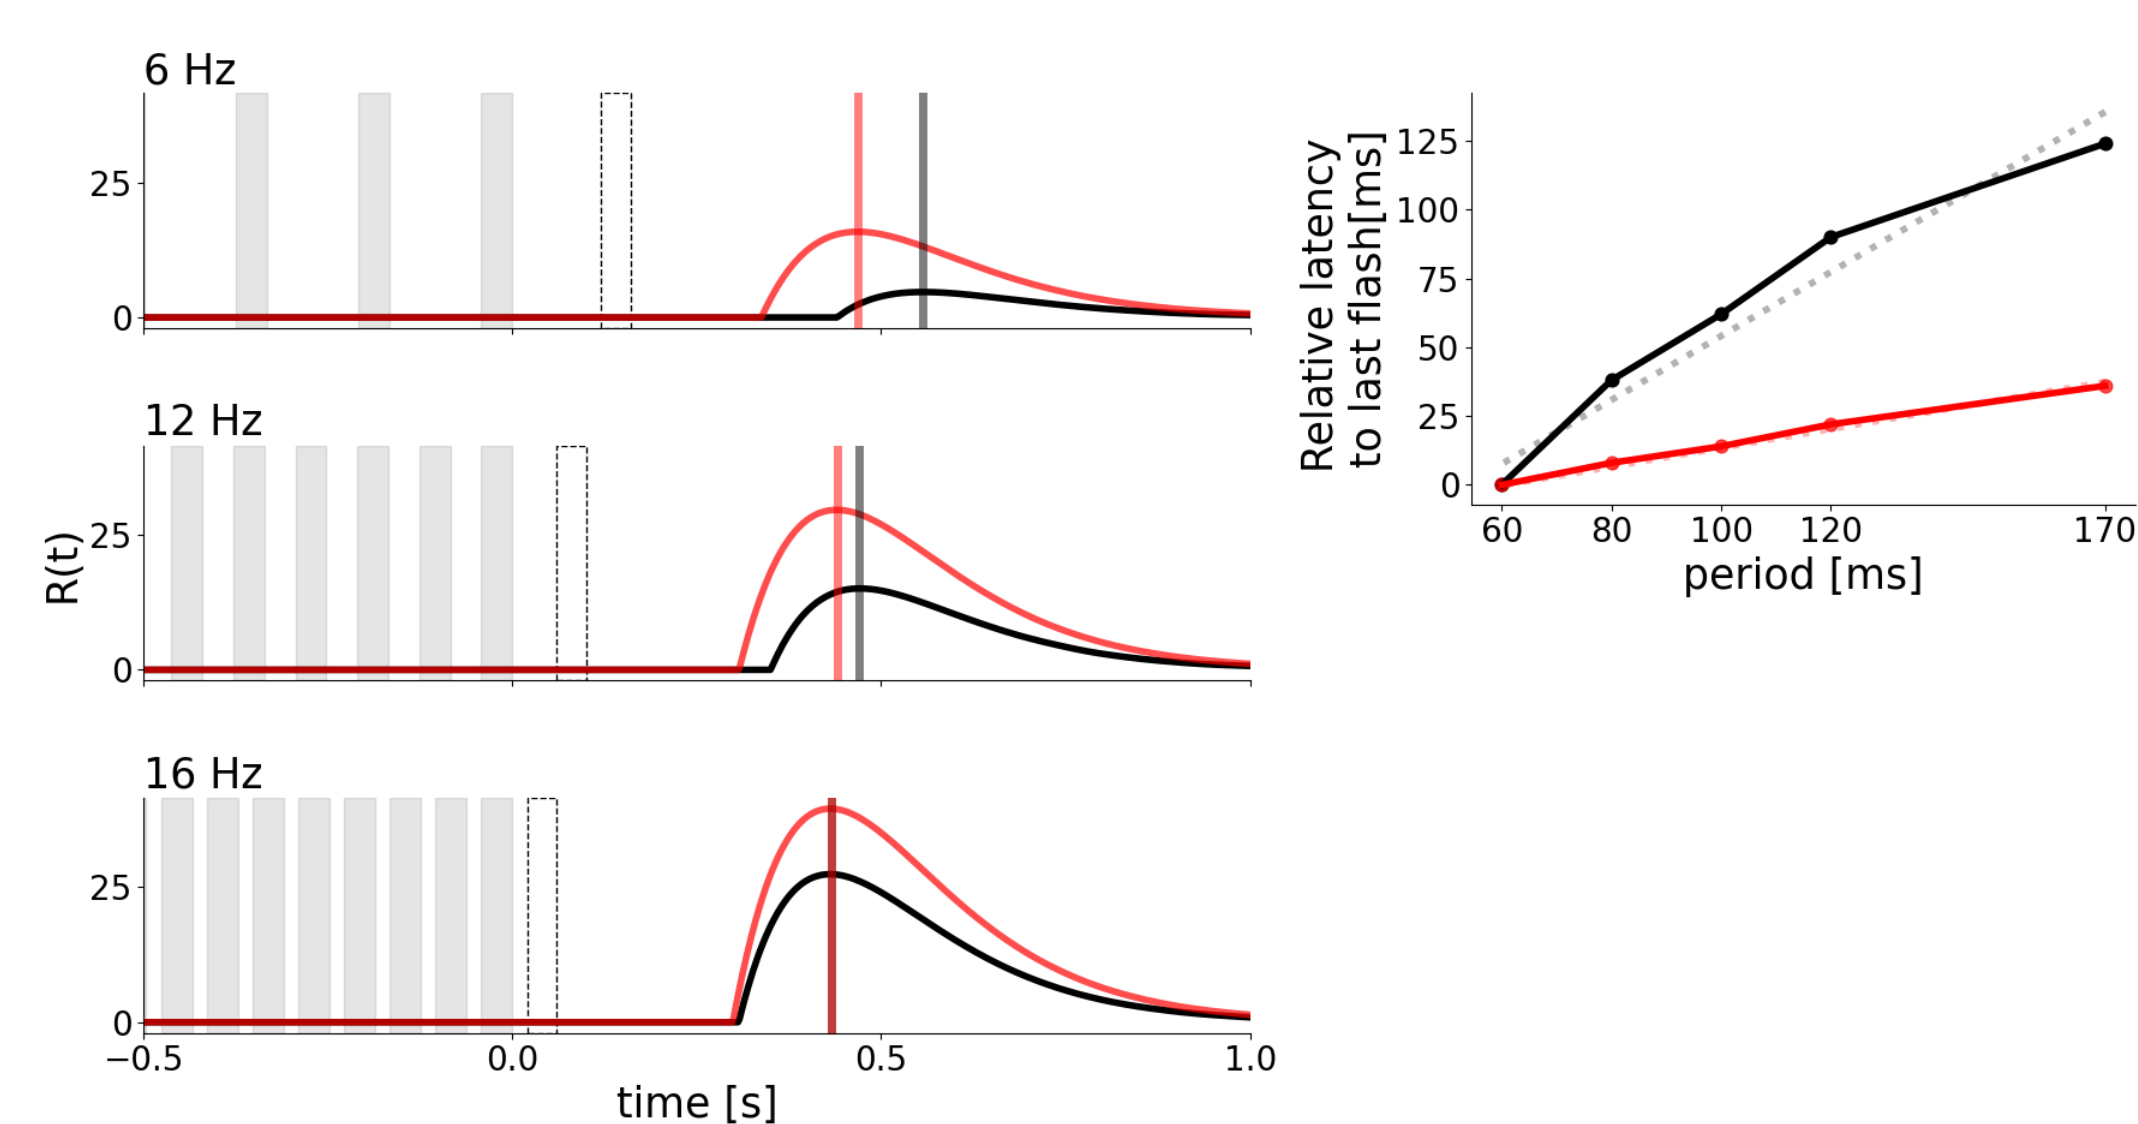 6 Hz
25
0
12 Hz
25
0
R(t)
16 Hz
25
0
−0.5
0.0
0.5
1.0
time [s]
Relative latency
to last flash[ms]
125
100
75
50
25
0
60
80
100
120
170
period [ms]